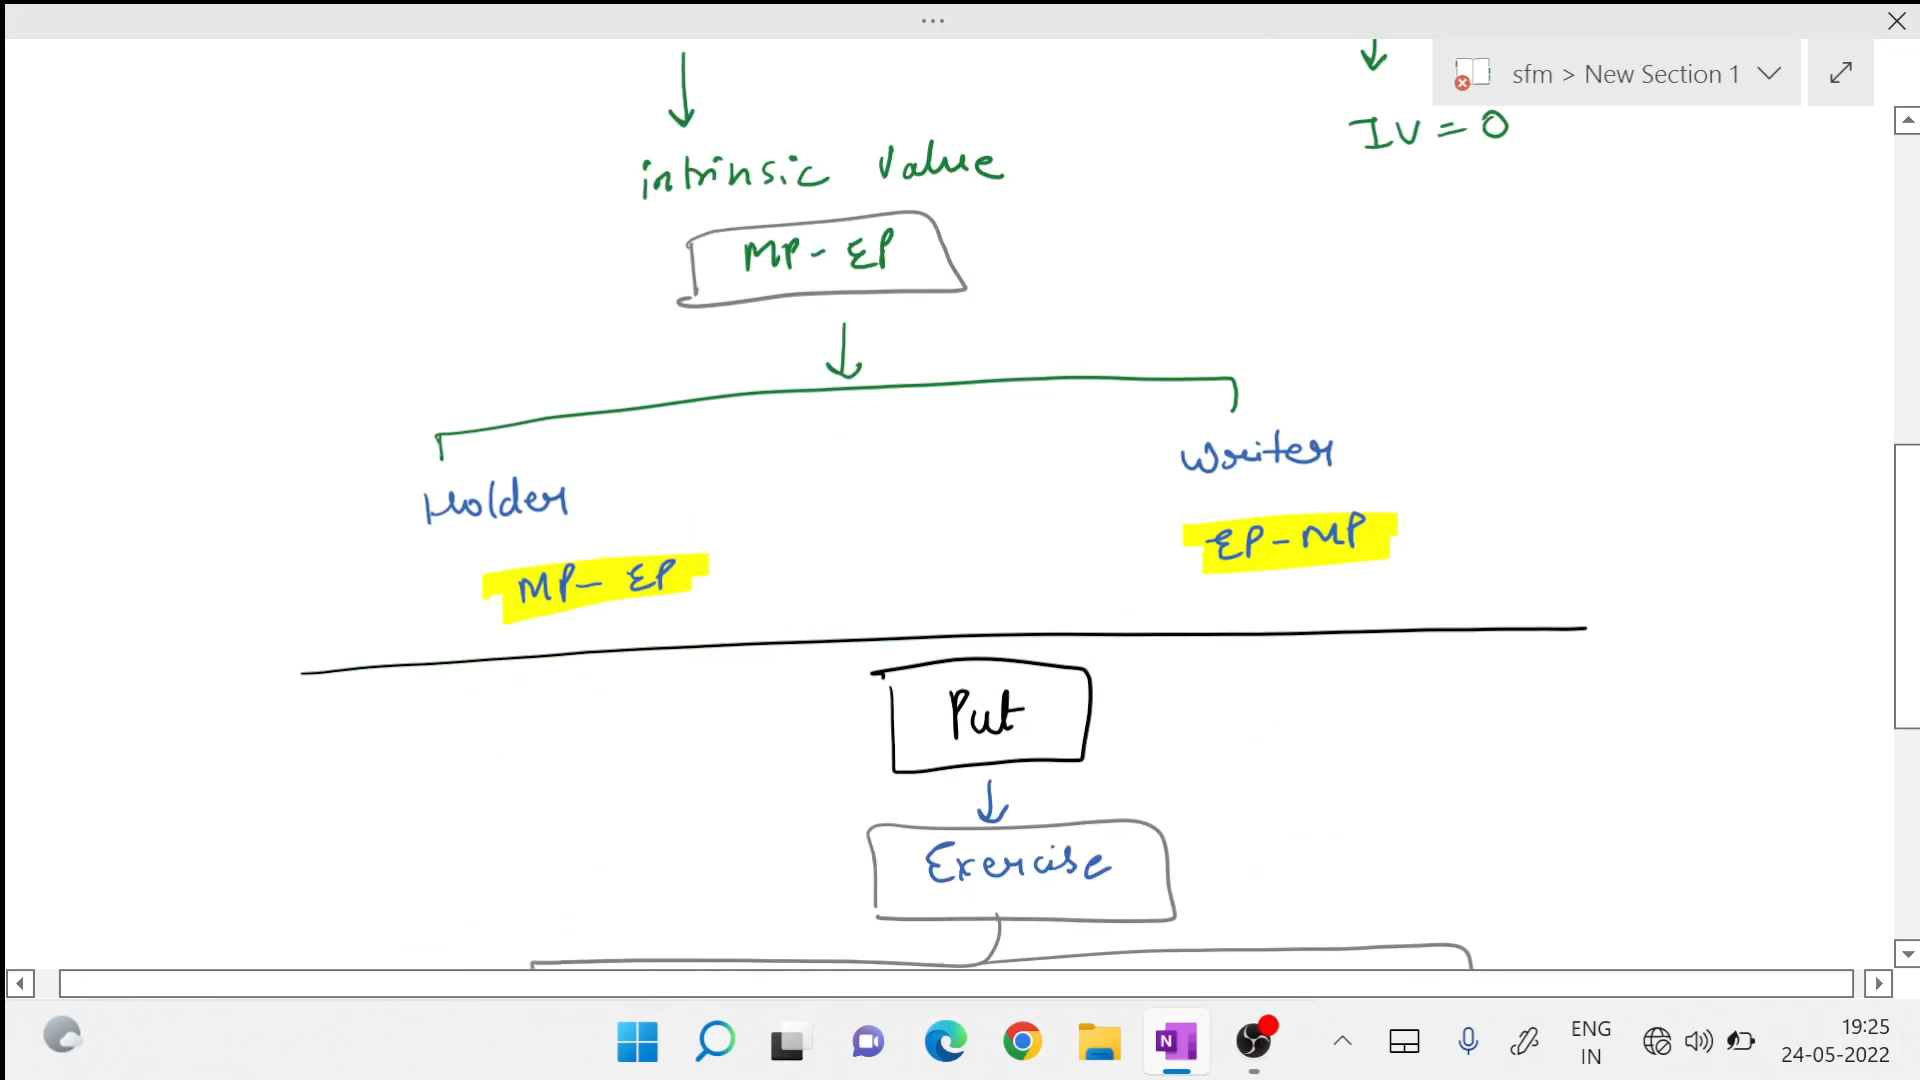 sfm > New Section 1
IV = 0
intrinsic value
MP - EP
Holder
Writer
MP - EP
EP - MP
Put
Exercise
ENG
IN
19:25
24-05-2022